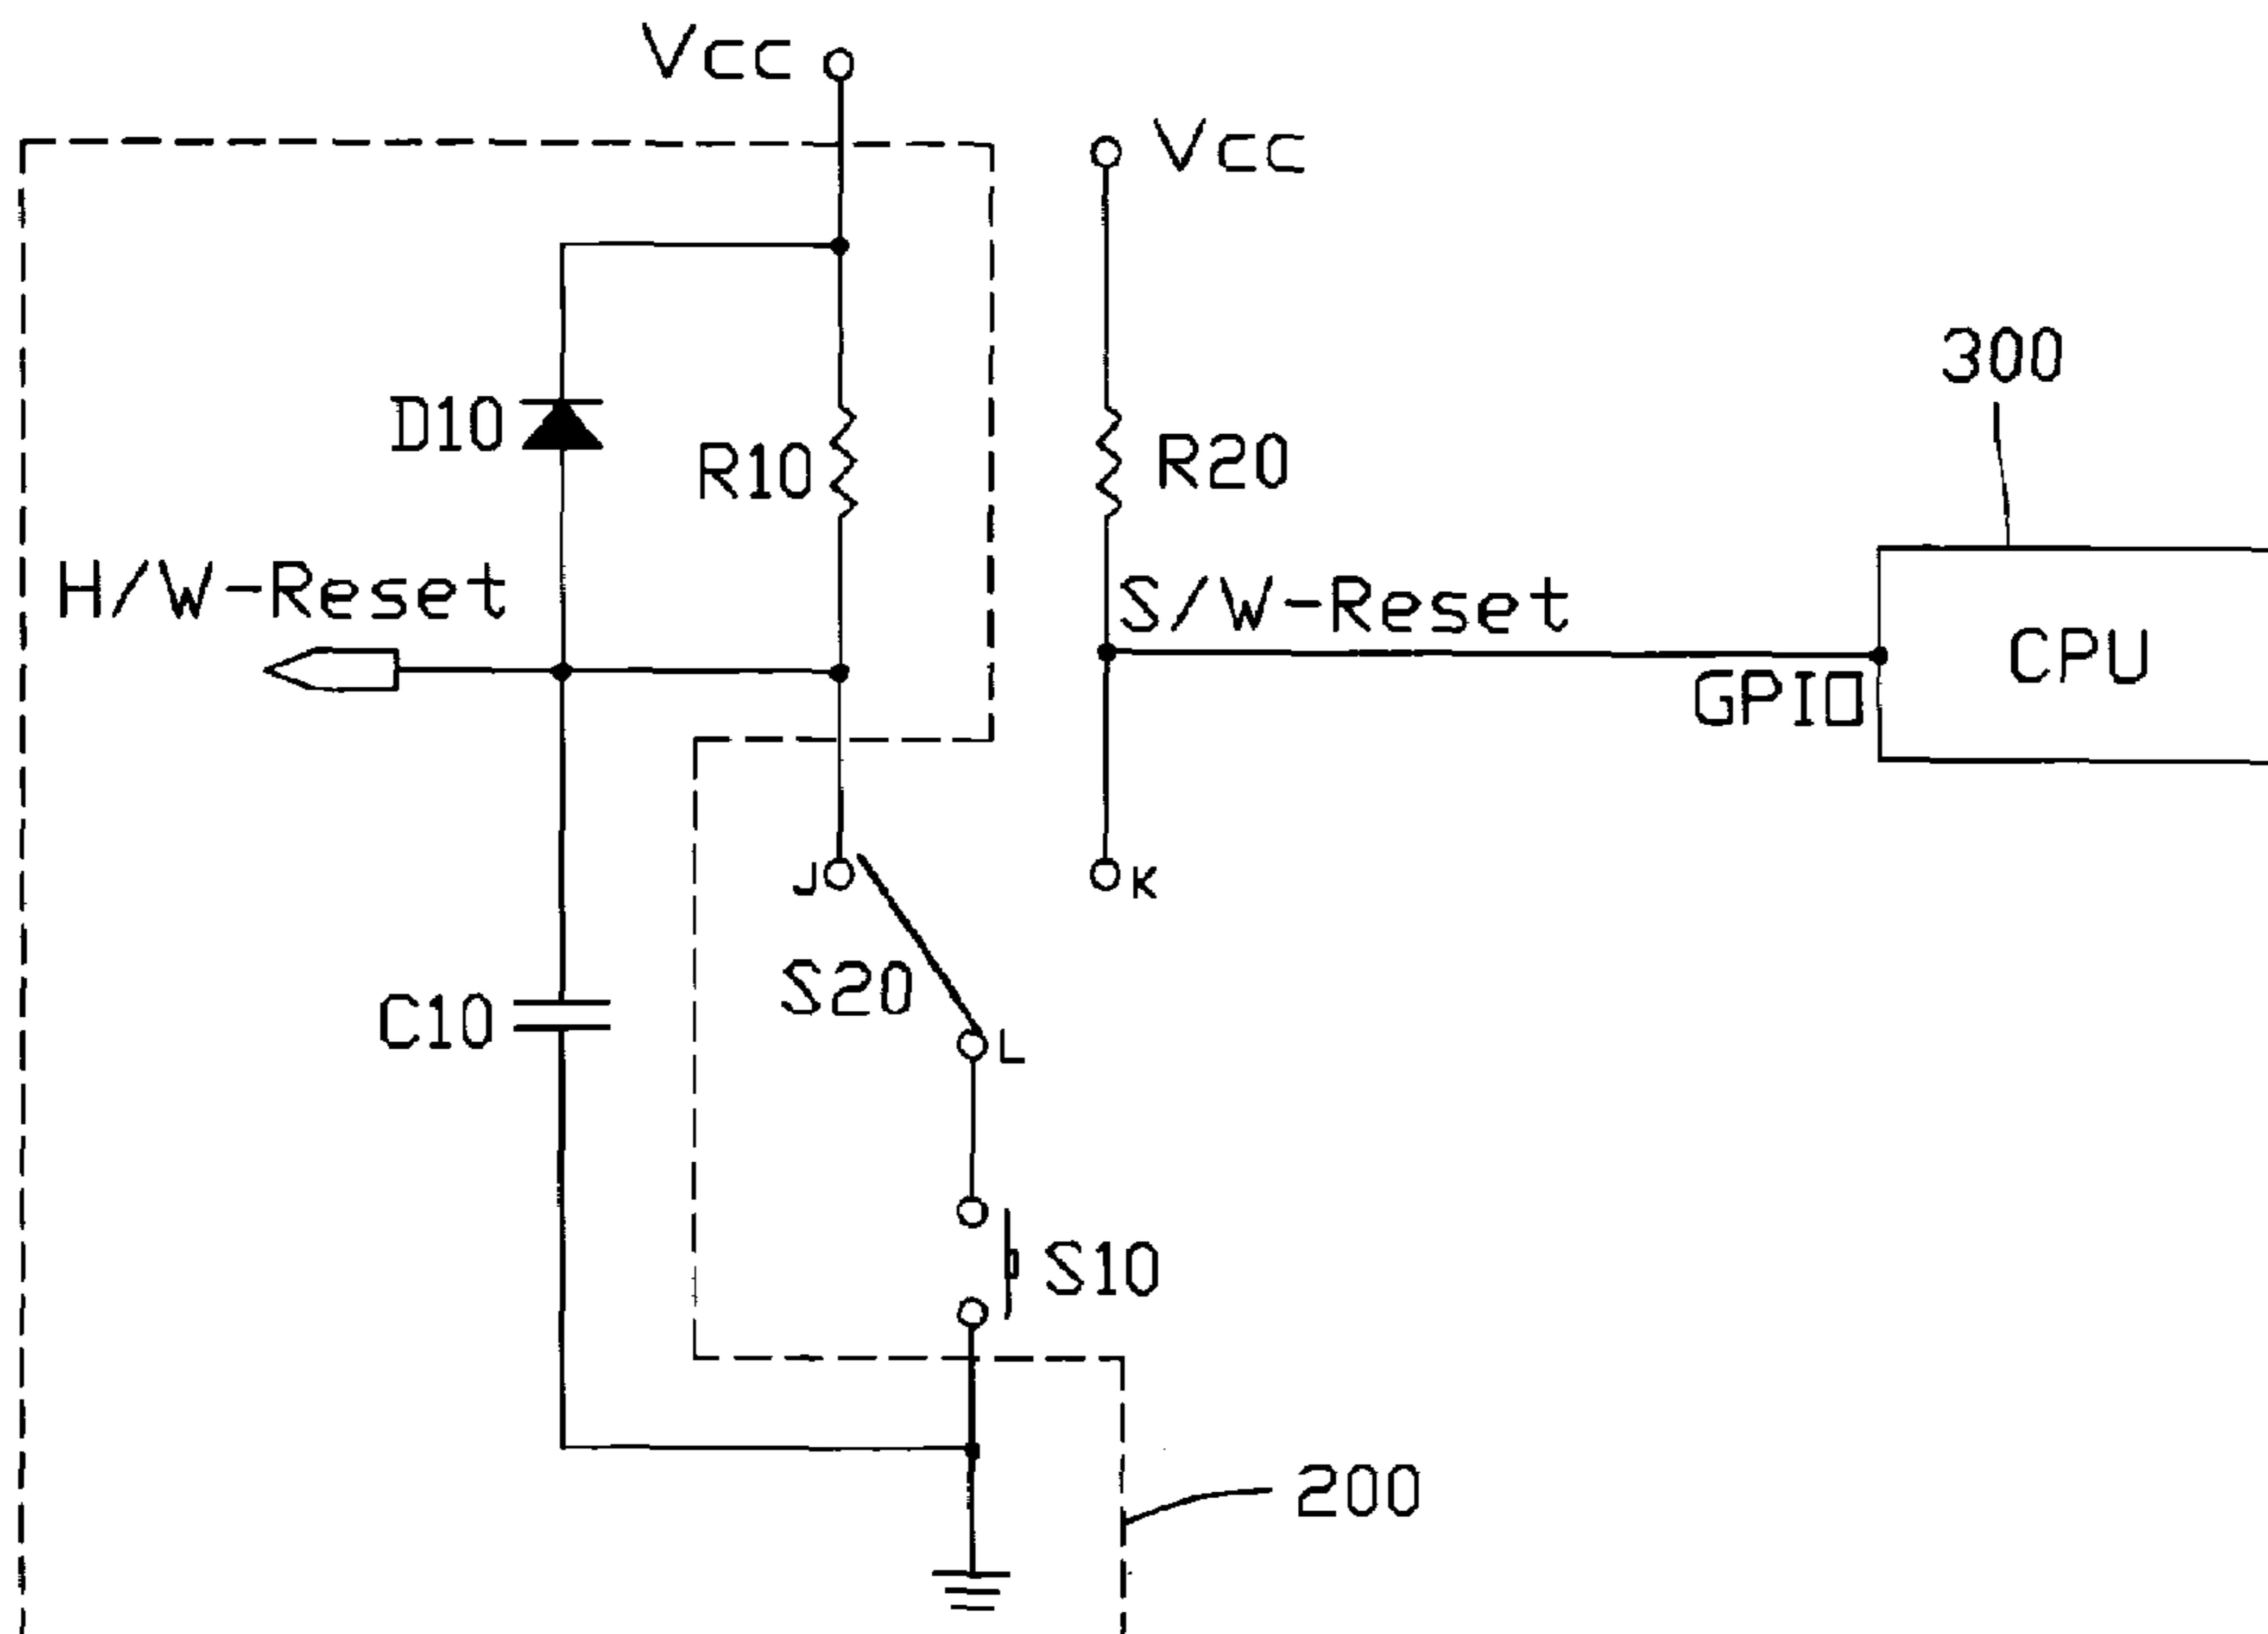 Vcc
Vcc
300
D10
R10
R20
H/W-Reset
S/W-Reset
CPU
GPIO
J
K
S20
C10
L
S10
200